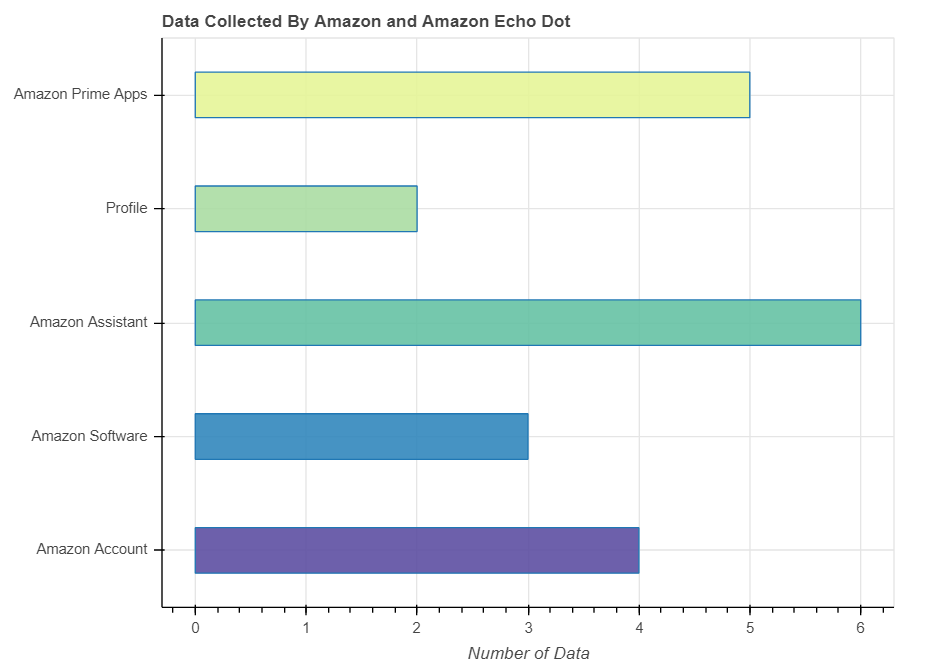 Data Collected By Amazon and Amazon Echo Dot
Amazon Prime Apps
Profile
Amazon Assistant
Amazon Software
Amazon Account
0 1 2 3 4 5 6
Number of Data